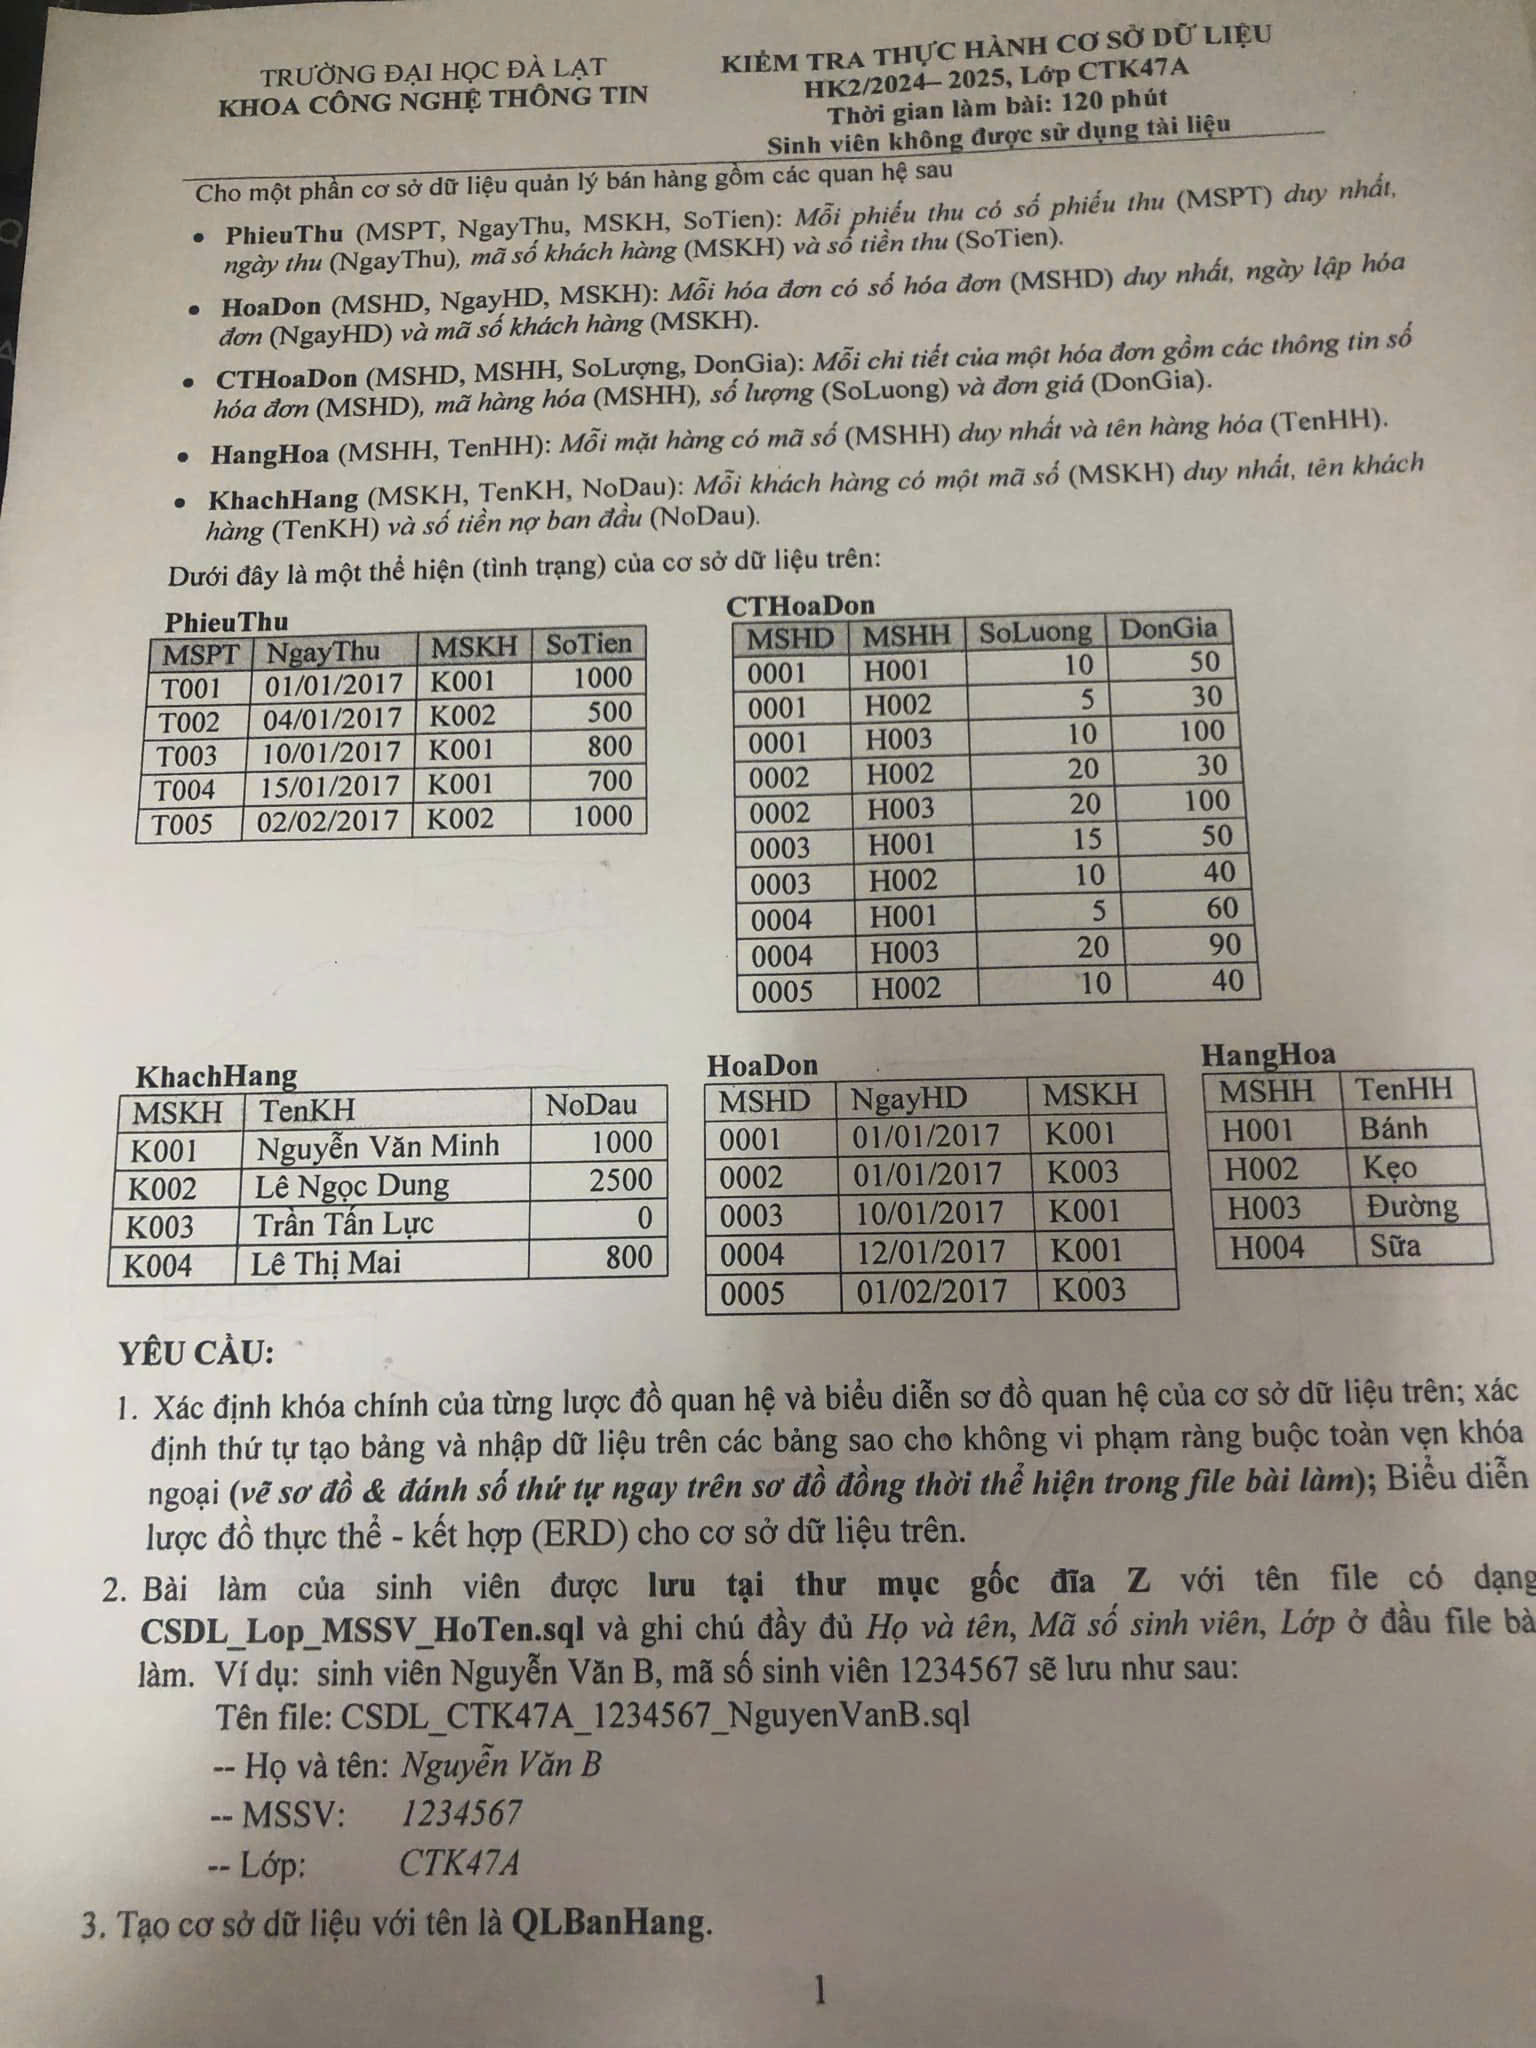 TRƯỜNG ĐẠI HỌC ĐÀ LẠT
KHOA CÔNG NGHỆ THÔNG TIN
KIỂM TRA THỰC HÀNH CƠ SỞ DỮ LIỆU
HK2/2024– 2025, Lớp CTK47A
Thời gian làm bài: 120 phút
Sinh viên không được sử dụng tài liệu
Cho một phần cơ sở dữ liệu quản lý bán hàng gồm các quan hệ sau
• PhieuThu (MSPT, NgayThu, MSKH, SoTien): Mỗi phiếu thu có số phiếu thu (MSPT) duy nhất,
ngày thu (NgayThu), mã số khách hàng (MSKH) và số tiền thu (SoTien).
• HoaDon (MSHD, NgayHD, MSKH): Mỗi hóa đơn có số hóa đơn (MSHD) duy nhất, ngày lập hóa
đơn (NgayHD) và mã số khách hàng (MSKH).
• CTHoaDon (MSHD, MSHH, SoLượng, DonGia): Mỗi chi tiết của một hóa đơn gồm các thông tin số
hóa đơn (MSHD), mã hàng hóa (MSHH), số lượng (SoLuong) và đơn giá (DonGia).
• HangHoa (MSHH, TenHH): Mỗi mặt hàng có mã số (MSHH) duy nhất và tên hàng hóa (TenHH).
• KhachHang (MSKH, TenKH, NoDau): Mỗi khách hàng có một mã số (MSKH) duy nhất, tên khách
hàng (TenKH) và số tiền nợ ban đầu (NoDau).
Dưới đây là một thể hiện (tình trạng) của cơ sở dữ liệu trên:
PhieuThu
MSPT NgayThu MSKH SoTien
T001 01/01/2017 K001 1000
T002 04/01/2017 K002 500
T003 10/01/2017 K001 800
T004 15/01/2017 K001 700
T005 02/02/2017 K002 1000
CTHoaDon
MSHD MSHH SoLuong DonGia
0001 H001 10 50
0001 H002 5 30
0001 H003 10 100
0002 H002 20 30
0002 H003 20 100
0003 H001 15 50
0003 H002 10 40
0004 H001 5 60
0004 H003 20 90
0005 H002 10 40
KhachHang
MSKH TenKH NoDau
K001 Nguyễn Văn Minh 1000
K002 Lê Ngọc Dung 2500
K003 Trần Tấn Lực 0
K004 Lê Thị Mai 800
HoaDon
MSHD NgayHD MSKH
0001 01/01/2017 K001
0002 01/01/2017 K003
0003 10/01/2017 K001
0004 12/01/2017 K001
0005 01/02/2017 K003
HangHoa
MSHH TenHH
H001 Bánh
H002 Kẹo
H003 Đường
H004 Sữa
YÊU CẦU:
1. Xác định khóa chính của từng lược đồ quan hệ và biểu diễn sơ đồ quan hệ của cơ sở dữ liệu trên; xác
định thứ tự tạo bảng và nhập dữ liệu trên các bảng sao cho không vi phạm ràng buộc toàn vẹn khóa
ngoại (vẽ sơ đồ & đánh số thứ tự ngay trên sơ đồ đồng thời thể hiện trong file bài làm); Biểu diễn
lược đồ thực thể - kết hợp (ERD) cho cơ sở dữ liệu trên.
2. Bài làm của sinh viên được lưu tại thư mục gốc đĩa Z với tên file có dạng
CSDL_Lop_MSSV_HoTen.sql và ghi chú đầy đủ Họ và tên, Mã số sinh viên, Lớp ở đầu file bà
làm. Ví dụ: sinh viên Nguyễn Văn B, mã số sinh viên 1234567 sẽ lưu như sau:
Tên file: CSDL_CTK47A_1234567_NguyenVanB.sql
-- Họ và tên: Nguyễn Văn B
-- MSSV: 1234567
-- Lớp: CTK47A
3. Tạo cơ sở dữ liệu với tên là QLBanHang.
1